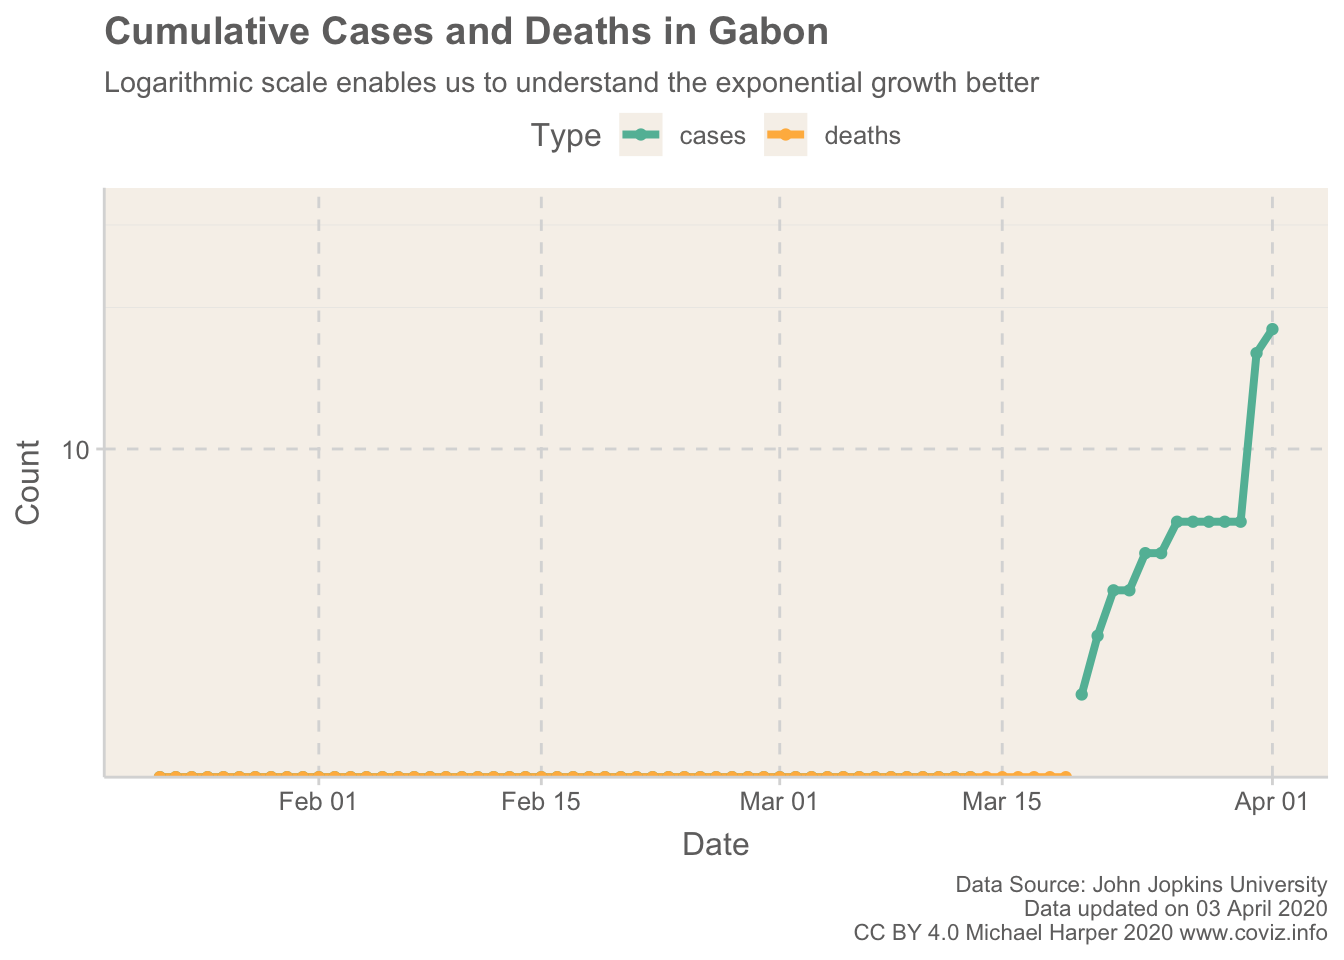 Cumulative Cases and Deaths in Gabon
Logarithmic scale enables us to understand the exponential growth better
Type cases deaths
Count
10
Feb 01 Feb 15 Mar 01 Mar 15 Apr 01
Date
Data Source: John Jopkins University
Data updated on 03 April 2020
CC BY 4.0 Michael Harper 2020 www.coviz.info